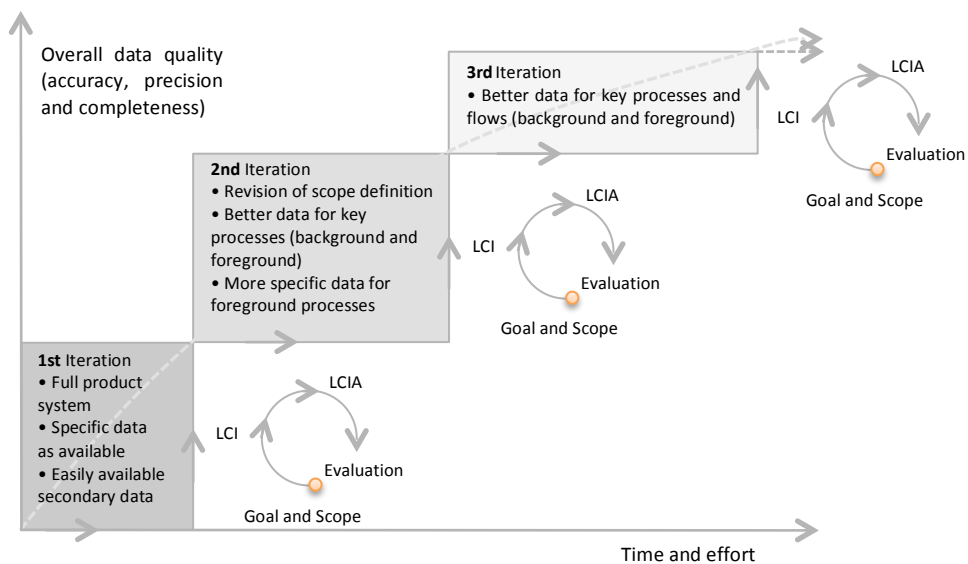 Overall data quality
(accuracy, precision
and completeness)
3rd Iteration
• Better data for key processes and
flows (background and foreground)
LCIA
LCI
Evaluation
Goal and Scope
2nd Iteration
• Revision of scope definition
• Better data for key
processes (background and
foreground)
• More specific data for
foreground processes
LCIA
LCI
Evaluation
Goal and Scope
1st Iteration
• Full product
system
• Specific data
as available
• Easily available
secondary data
LCIA
LCI
Evaluation
Goal and Scope
Time and effort